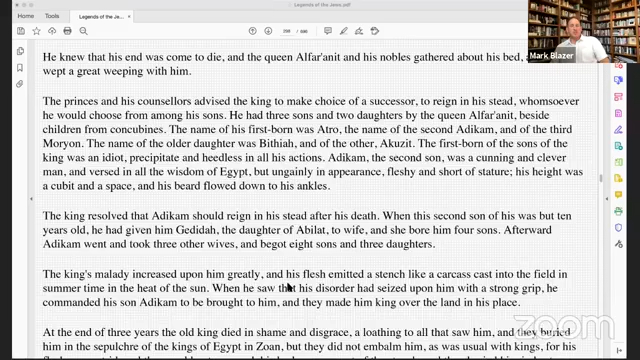 Legends of the Jews.pdf
Home
Tools
Legends of the Je...
×
Mark Blazer
He knew that his end was come to die, and the queen Alfar'anit and his nobles gathered about his bed,
wept a great weeping with him.
The princes and his counsellors advised the king to make choice of a successor, to reign in his stead, whomsoever
he would choose from among his sons. He had three sons and two daughters by the queen Alfar'anit, beside
children from concubines. The name of his first-born was Atro, the name of the second Adikam, and of the third
Moryon. The name of the older daughter was Bithiah, and of the other, Akuzit. The first-born of the sons of the
king was an idiot, precipitate and heedless in all his actions. Adikam, the second son, was a cunning and clever
man, and versed in all the wisdom of Egypt, but ungainly in appearance, fleshy and short of stature; his height was
a cubit and a space, and his beard flowed down to his ankles.
The king resolved that Adikam should reign in his stead after his death. When this second son of his was but ten
years old, he had given him Gedidah, the daughter of Abilat, to wife, and she bore him four sons. Afterward
Adikam went and took three other wives, and begot eight sons and three daughters.
The king's malady increased upon him greatly, and his flesh emitted a stench like a carcass cast into the field in
summer time in the heat of the sun. When he saw that his disorder had seized upon him with a strong grip, he
commanded his son Adikam to be brought to him, and they made him king over the land in his place.
At the end of three years the old king died in shame and disgrace, a loathing to all that saw him, and they buried
him in the sepulchre of the kings of Egypt in Zoan, but they did not embalm him, as was usual with kings, for his
zoom